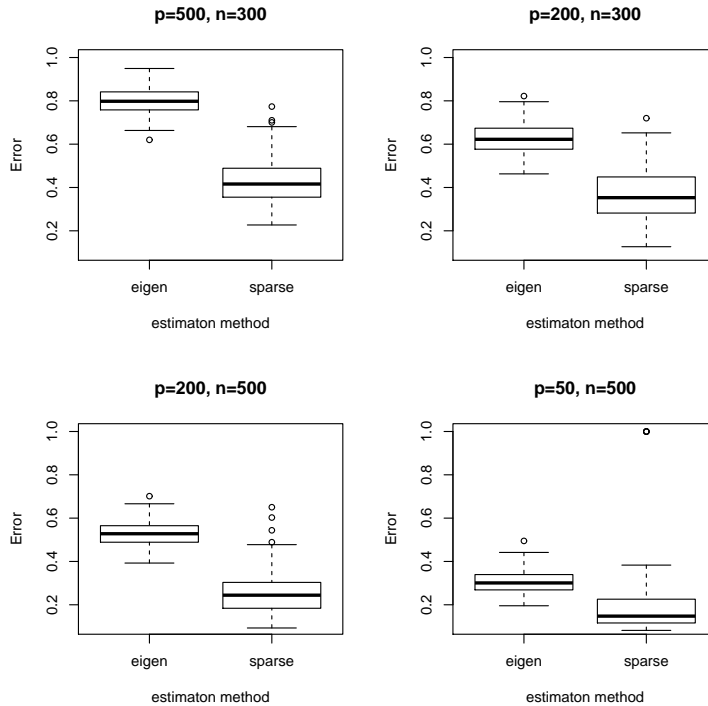 p=500, n=300
Error
1.0
0.8
0.6
0.4
0.2
eigen
sparse
estimaton method
p=200, n=300
Error
1.0
0.8
0.6
0.4
0.2
eigen
sparse
estimaton method
p=200, n=500
Error
1.0
0.8
0.6
0.4
0.2
eigen
sparse
estimaton method
p=50, n=500
Error
1.0
0.8
0.6
0.4
0.2
eigen
sparse
estimaton method